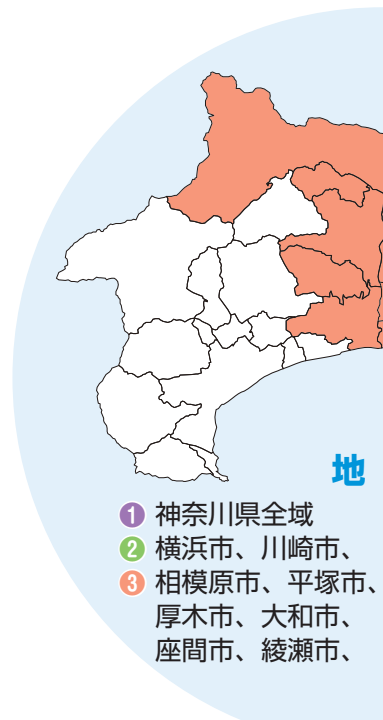 地
1 神奈川県全域
2 横浜市、川崎市、
3 相模原市、平塚市、
厚木市、大和市、
座間市、綾瀬市、